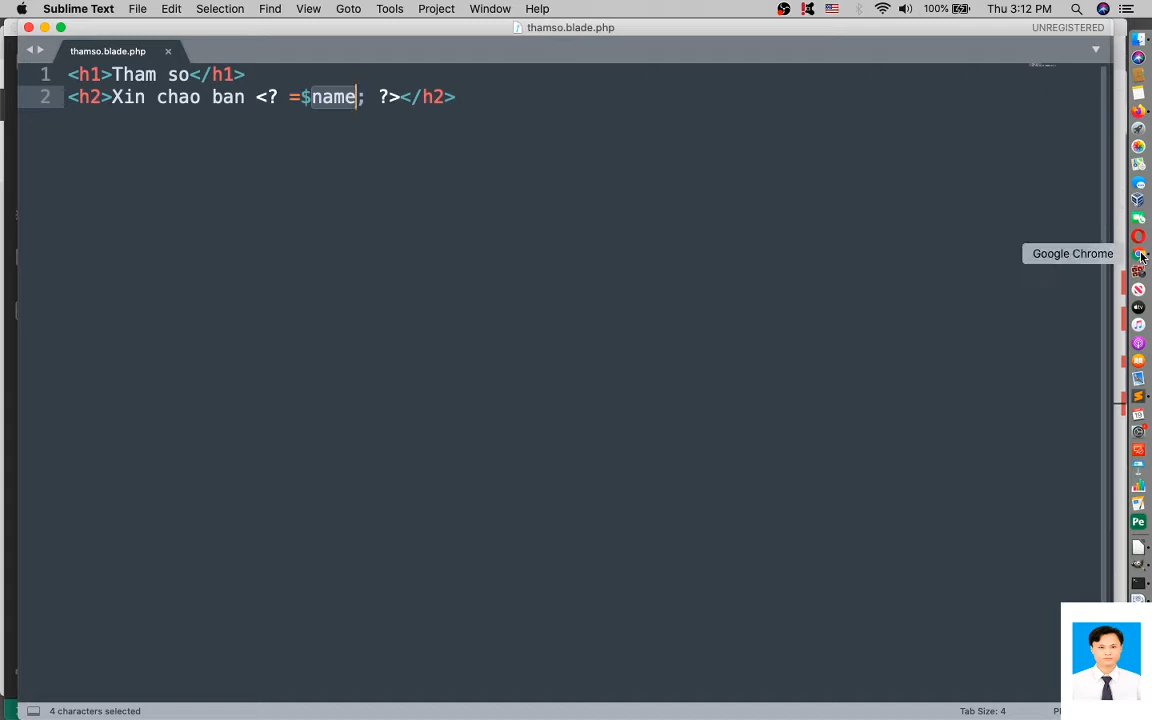 Sublime Text File Edit Selection Find View Goto Tools Project Window Help 100% Thu 3:12 PM
thamso.blade.php UNREGISTERED
thamso.blade.php ×
1 <h1>Tham so</h1>
2 <h2>Xin chao ban <? =$name; ?></h2>
Google Chrome
Pe
4 characters selected Tab Size: 4